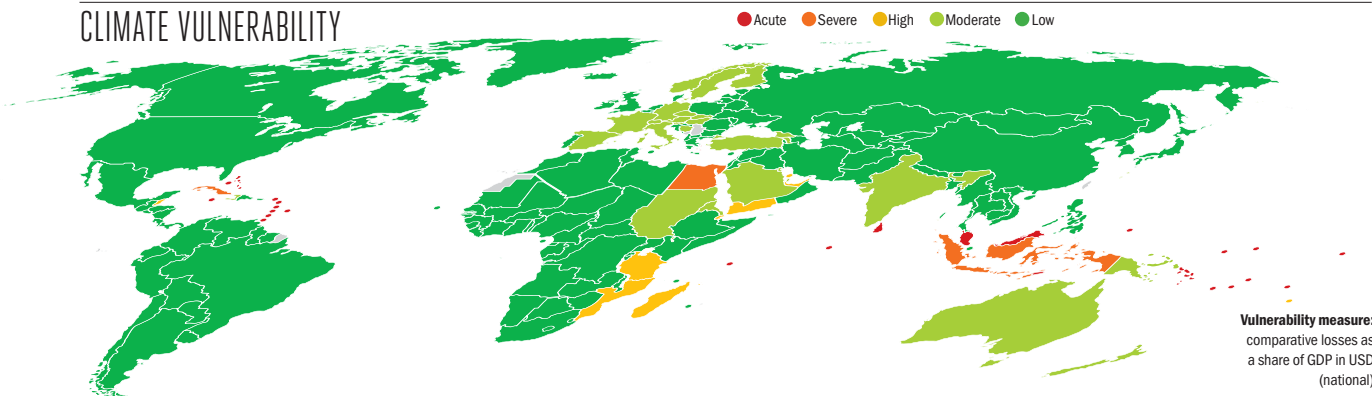 CLIMATE VULNERABILITY
Acute Severe High Moderate Low
Vulnerability measure:
comparative losses as
a share of GDP in USD
(national)